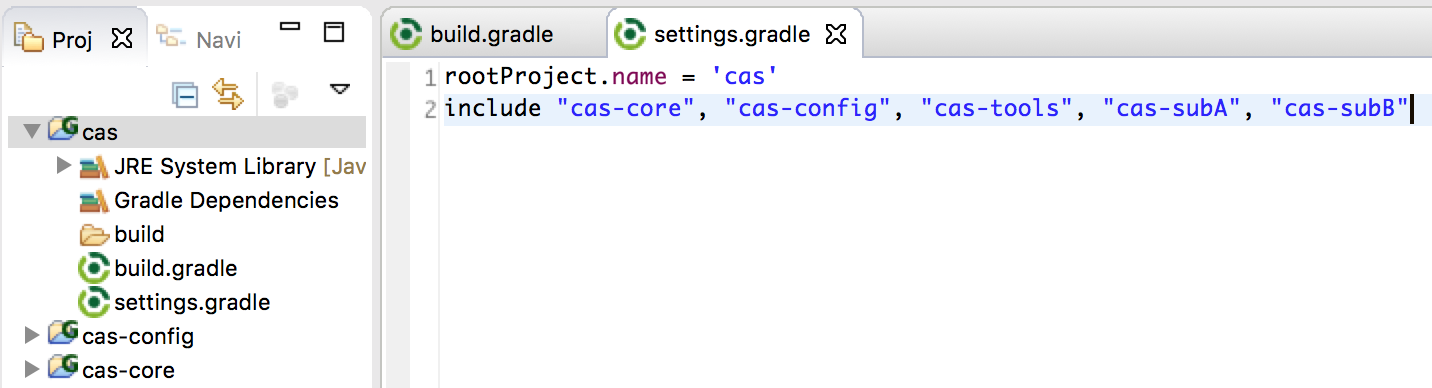 Proj
Navi
cas
JRE System Library [Jav
Gradle Dependencies
build
build.gradle
settings.gradle
cas-config
cas-core
build.gradle
settings.gradle
1 rootProject.name = 'cas'
2 include "cas-core", "cas-config", "cas-tools", "cas-subA", "cas-subB"